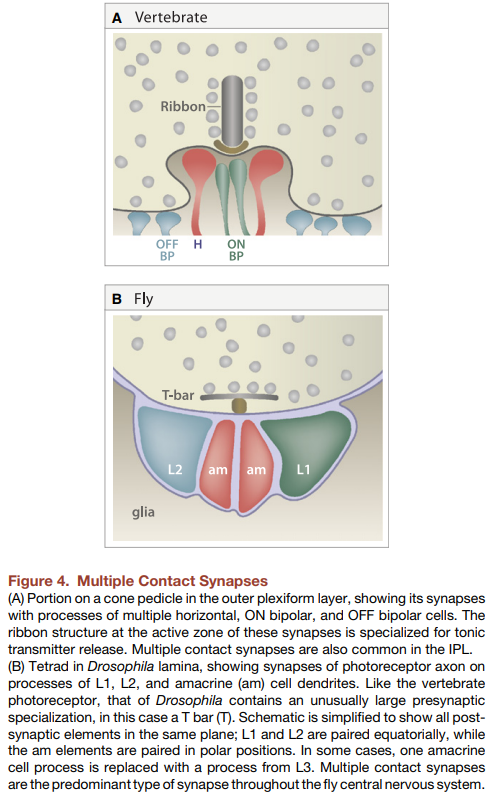 A Vertebrate
Ribbon
OFF BP
H
ON BP
B Fly
T-bar
L2
am
am
L1
glia
Figure 4. Multiple Contact Synapses
(A) Portion on a cone pedicle in the outer plexiform layer, showing its synapses
with processes of multiple horizontal, ON bipolar, and OFF bipolar cells. The
ribbon structure at the active zone of these synapses is specialized for tonic
transmitter release. Multiple contact synapses are also common in the IPL.
(B) Tetrad in Drosophila lamina, showing synapses of photoreceptor axon on
processes of L1, L2, and amacrine (am) cell dendrites. Like the vertebrate
photoreceptor, that of Drosophila contains an unusually large presynaptic
specialization, in this case a T bar (T). Schematic is simplified to show all post-
synaptic elements in the same plane; L1 and L2 are paired equatorially, while
the am elements are paired in polar positions. In some cases, one amacrine
cell process is replaced with a process from L3. Multiple contact synapses
are the predominant type of synapse throughout the fly central nervous system.